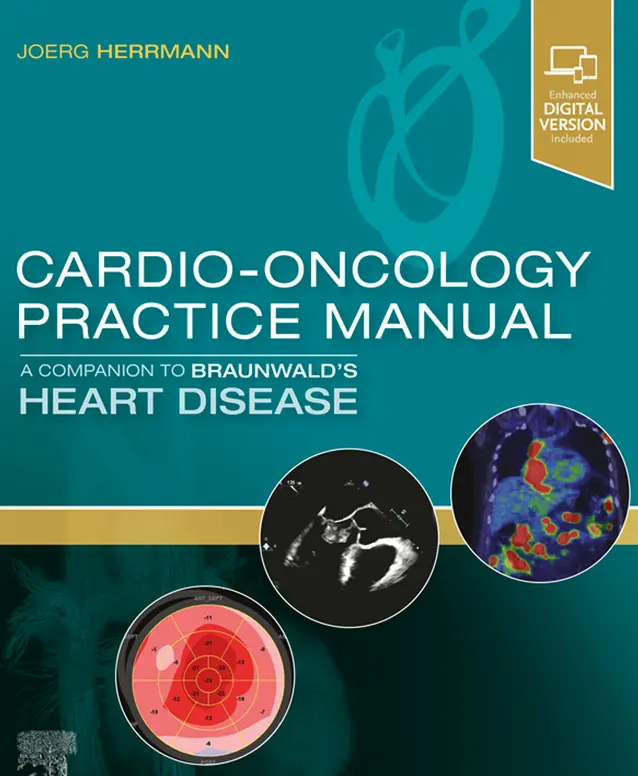 JOERG HERRMANN
Enhanced
DIGITAL
VERSION
Included
CARDIO-ONCOLOGY
PRACTICE MANUAL
A COMPANION TO BRAUNWALD'S
HEART DISEASE